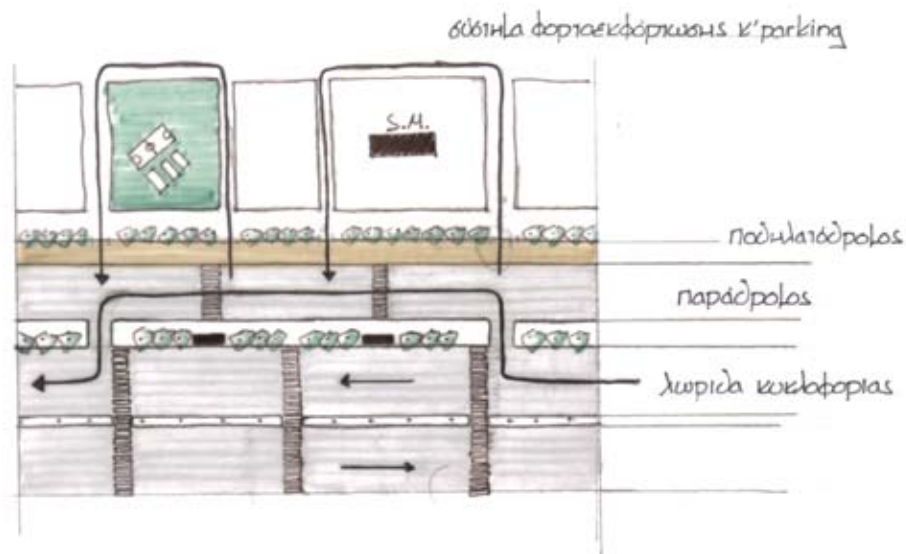 σύστημα φορτοεκφόρτωσης κ' parking
S.M.
ποδηλατόδρομος
παράδρομος
λωρίδα κυκλοφορίας